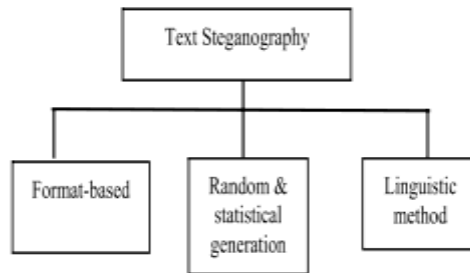 Text Steganography
Format-based
Random &
statistical
generation
Linguistic
method